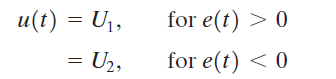 u(t) = U₁, for e(t) > 0
= U₂, for e(t) < 0